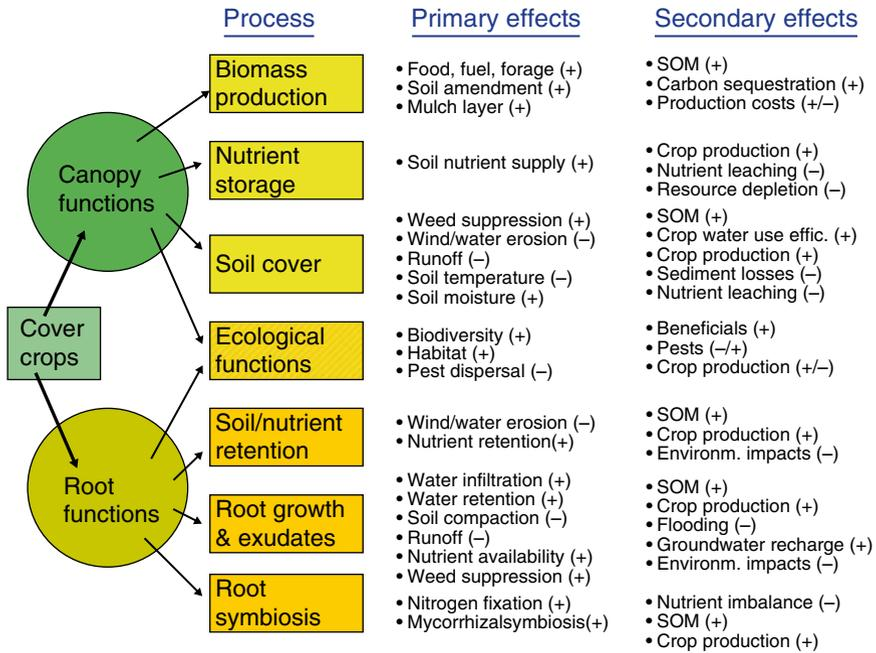 Process
Primary effects
Secondary effects
Cover
crops
Canopy
functions
Root
functions
Biomass
production
• Food, fuel, forage (+)
• Soil amendment (+)
• Mulch layer (+)
• SOM (+)
• Carbon sequestration (+)
• Production costs (+/–)
Nutrient
storage
• Soil nutrient supply (+)
• Crop production (+)
• Nutrient leaching (–)
• Resource depletion (–)
Soil cover
• Weed suppression (+)
• Wind/water erosion (–)
• Runoff (–)
• Soil temperature (–)
• Soil moisture (+)
• SOM (+)
• Crop water use effic. (+)
• Crop production (+)
• Sediment losses (–)
• Nutrient leaching (–)
Ecological
functions
• Biodiversity (+)
• Habitat (+)
• Pest dispersal (–)
• Beneficials (+)
• Pests (–/+)
• Crop production (+/–)
Soil/nutrient
retention
• Wind/water erosion (–)
• Nutrient retention(+)
• SOM (+)
• Crop production (+)
• Environm. impacts (–)
Root growth
& exudates
• Water infiltration (+)
• Water retention (+)
• Soil compaction (–)
• Runoff (–)
• Nutrient availability (+)
• Weed suppression (+)
• SOM (+)
• Crop production (+)
• Flooding (–)
• Groundwater recharge (+)
• Environm. impacts (–)
Root
symbiosis
• Nitrogen fixation (+)
• Mycorrhizalsymbiosis(+)
• Nutrient imbalance (–)
• SOM (+)
• Crop production (+)